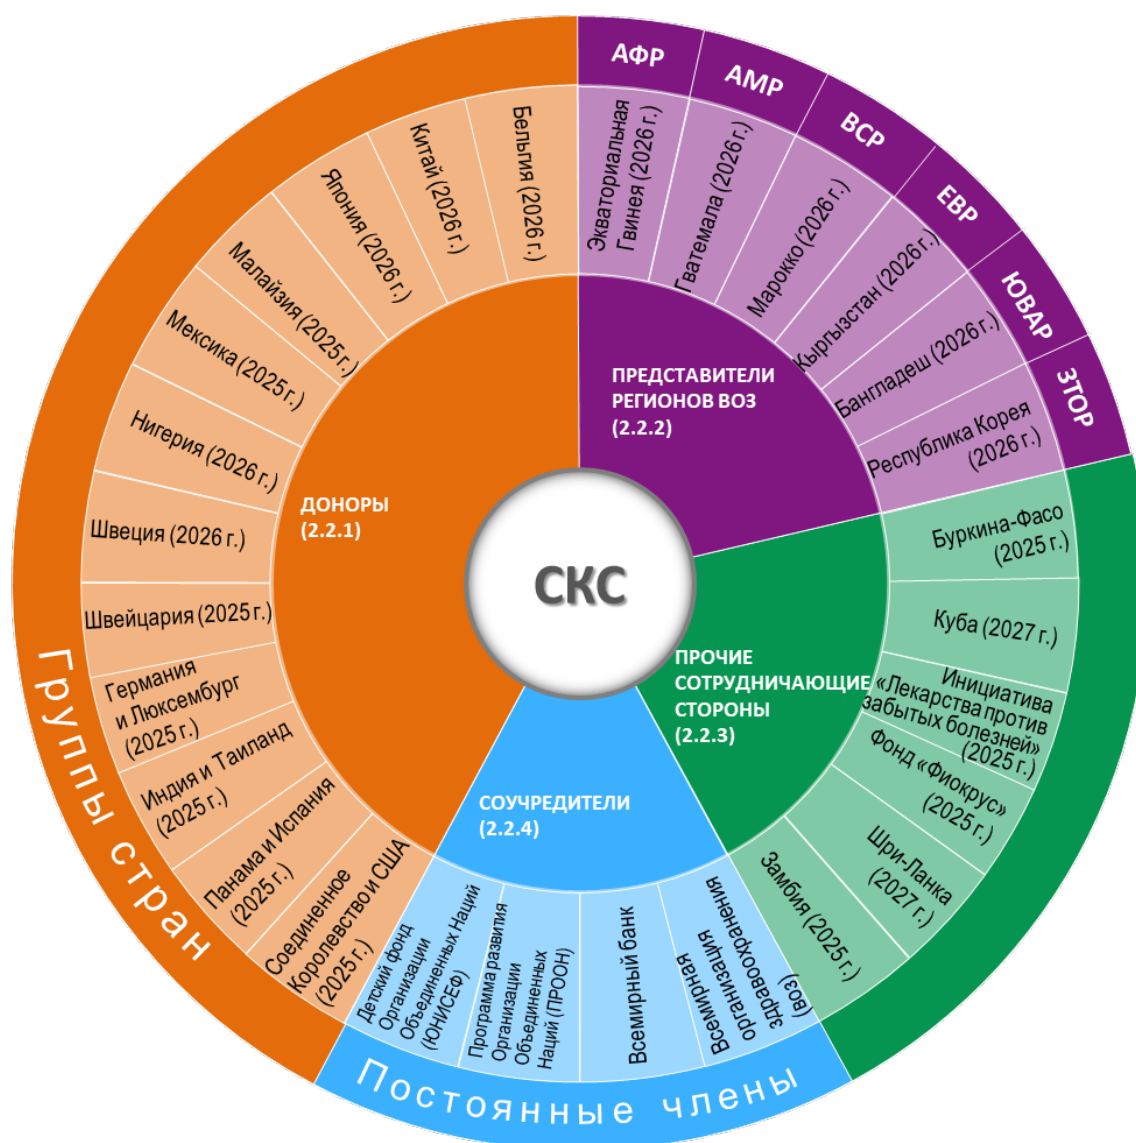 СКС
ПРЕДСТАВИТЕЛИ
РЕГИОНОВ ВОЗ
(2.2.2)
АФР
Экваториальная
Гвинея (2026 г.)
АМР
Гватемала (2026 г.)
ВСР
Марокко (2026 г.)
ЕВР
Кыргызстан (2026 г.)
ЮВАР
Бангладеш (2026 г.)
ЗТОР
Республика Корея
(2026 г.)
ПРОЧИЕ
СОТРУДНИЧАЮЩИЕ
СТОРОНЫ
(2.2.3)
Буркина-Фасо
(2025 г.)
Куба (2027 г.)
Инициатива
«Лекарства против
забытых болезней»
(2025 г.)
Фонд «Фиокрус»
(2025 г.)
Шри-Ланка
(2027 г.)
Замбия (2025 г.)
СОУЧРЕДИТЕЛИ
(2.2.4)
Всемирная
организация
здравоохранения
(ВОЗ)
Всемирный банк
Программа развития
Организации
Объединенных
Наций (ПРООН)
Детский фонд
Организации
Объединенных Наций
(ЮНИСЕФ)
Постоянные члены
ДОНОРЫ
(2.2.1)
Соединенное
Королевство и США
(2025 г.)
Панама и Испания
(2025 г.)
Индия и Таиланд
(2025 г.)
Германия
и Люксембург
(2025 г.)
Группы стран
Швейцария (2025 г.)
Швеция (2026 г.)
Нигерия (2026 г.)
Мексика (2025 г.)
Малайзия (2025 г.)
Япония (2026 г.)
Китай (2026 г.)
Бельгия (2026 г.)